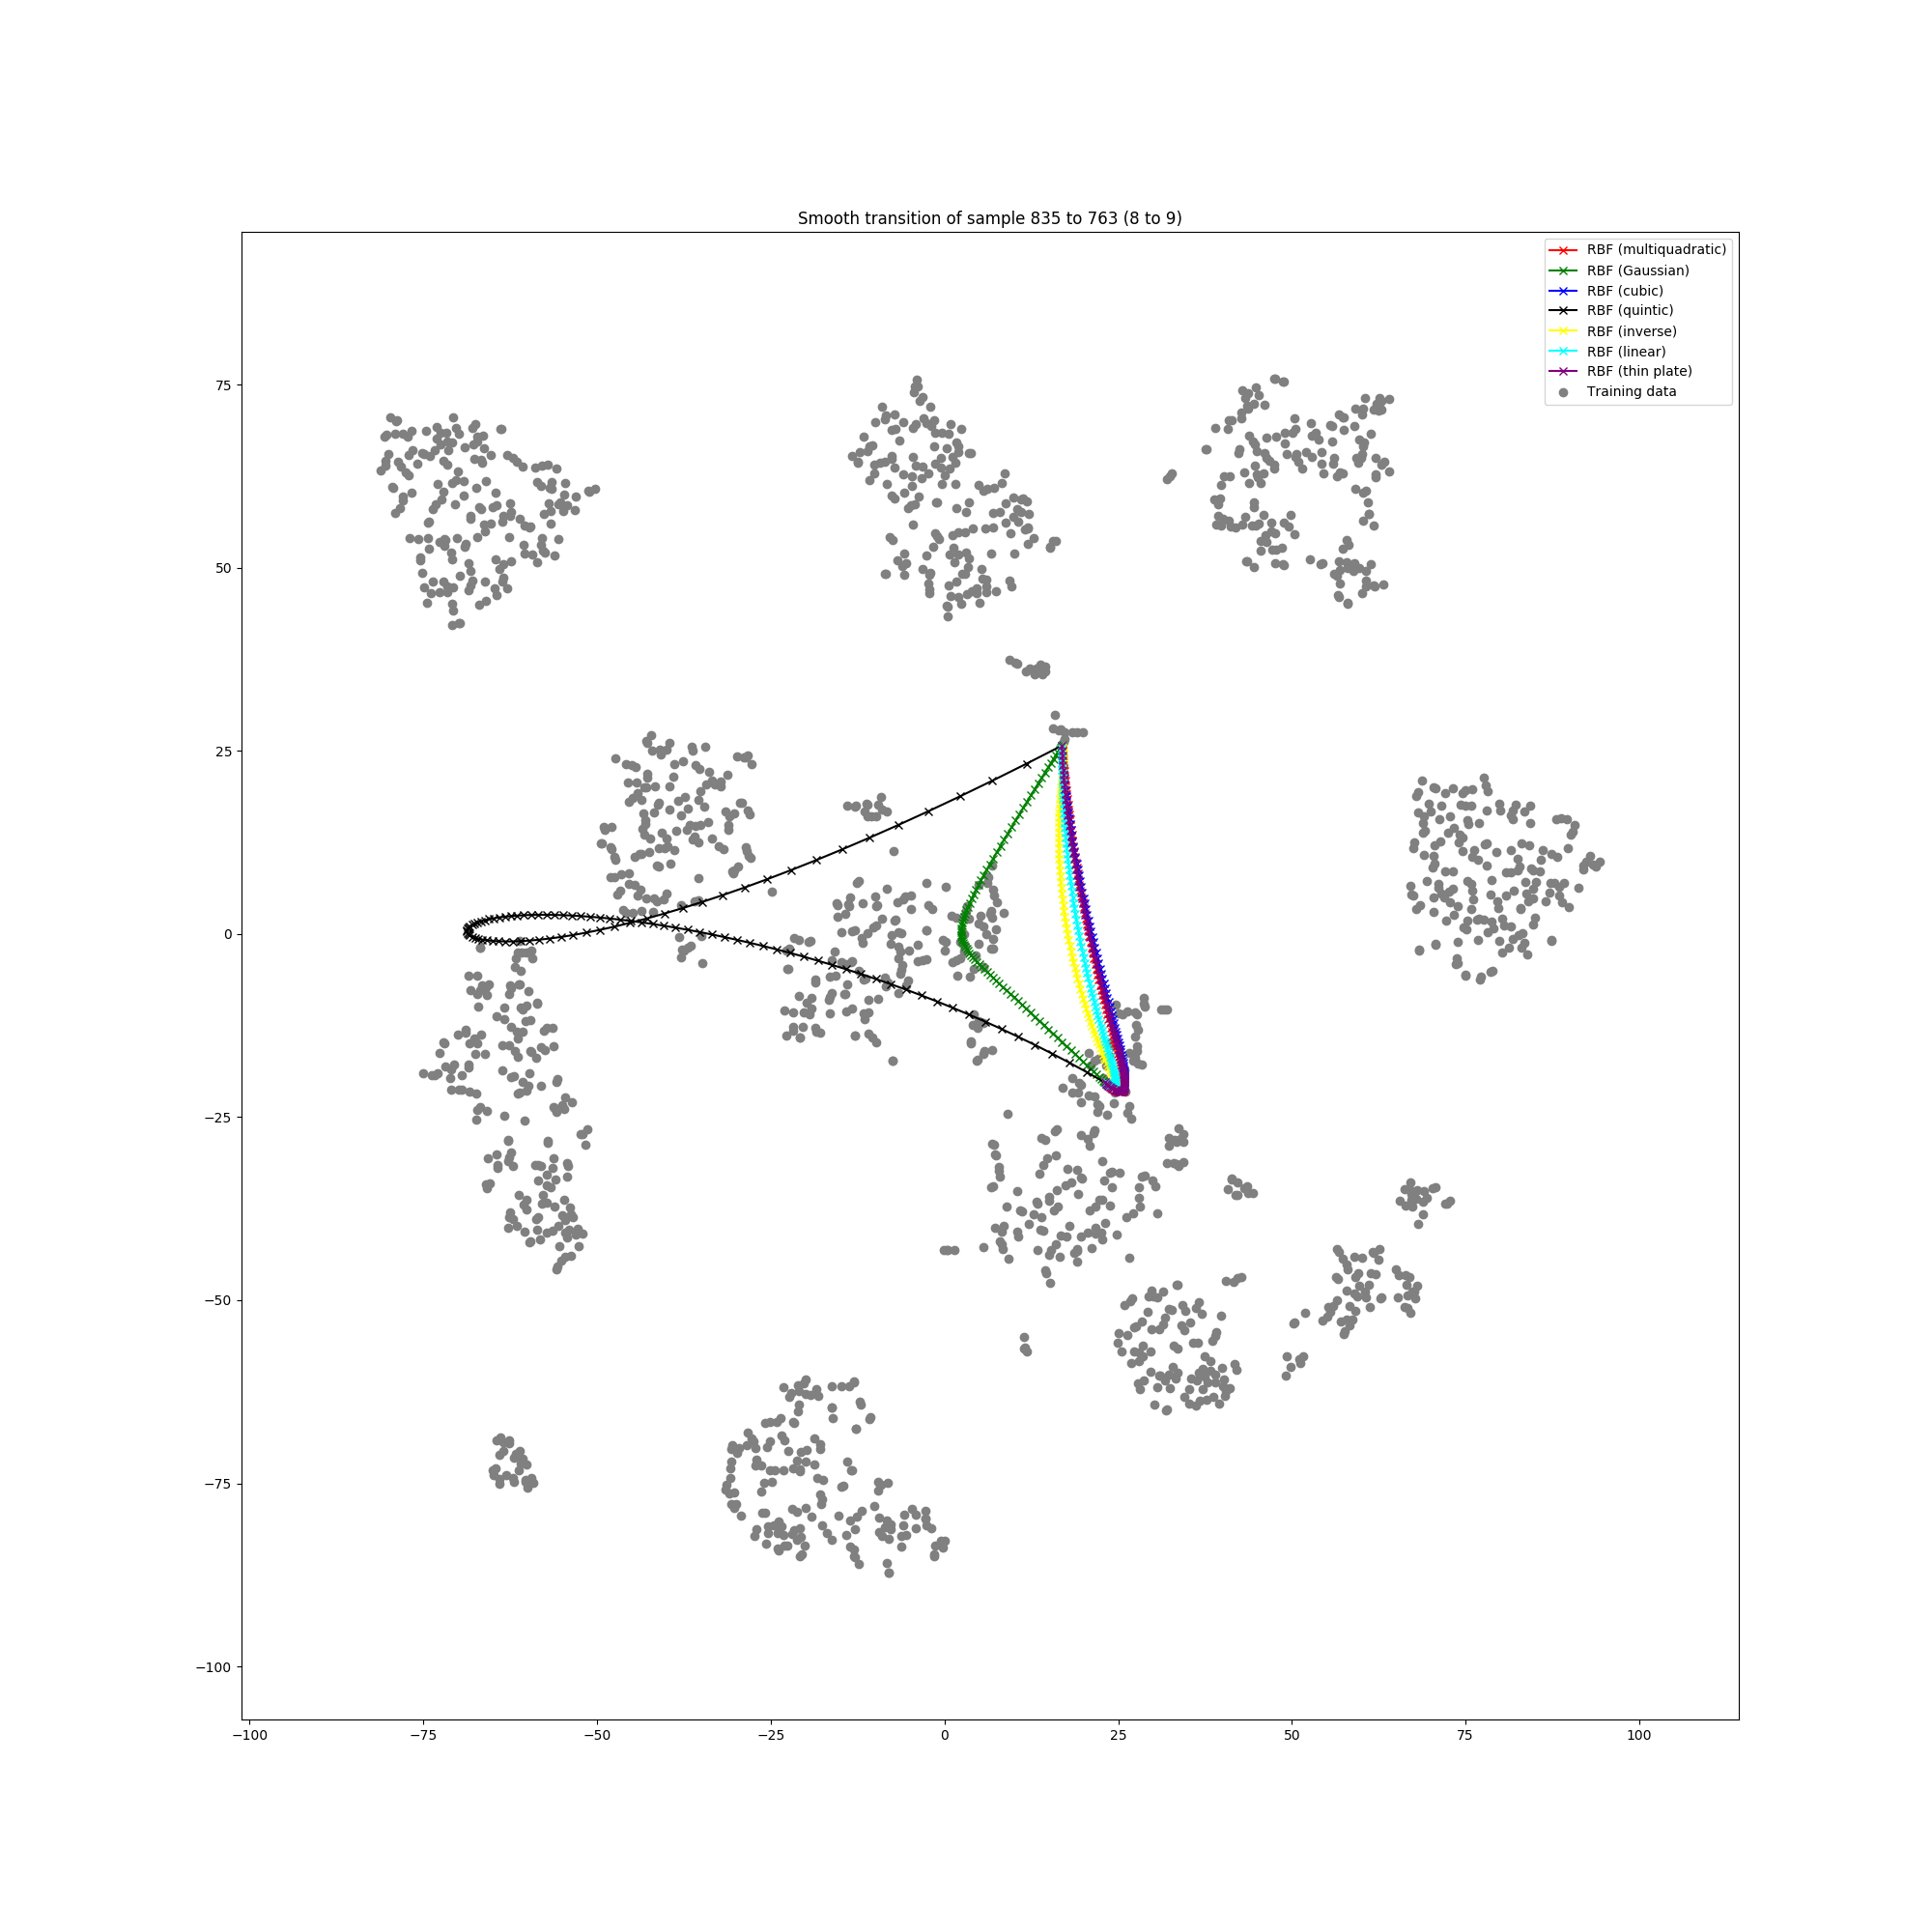 Smooth transition of sample 835 to 763 (8 to 9)
RBF (multiquadratic)
RBF (Gaussian)
RBF (cubic)
RBF (quintic)
RBF (inverse)
RBF (linear)
RBF (thin plate)
Training data
75
50
25
0
−25
−50
−75
−100
−100 −75 −50 −25 0 25 50 75 100